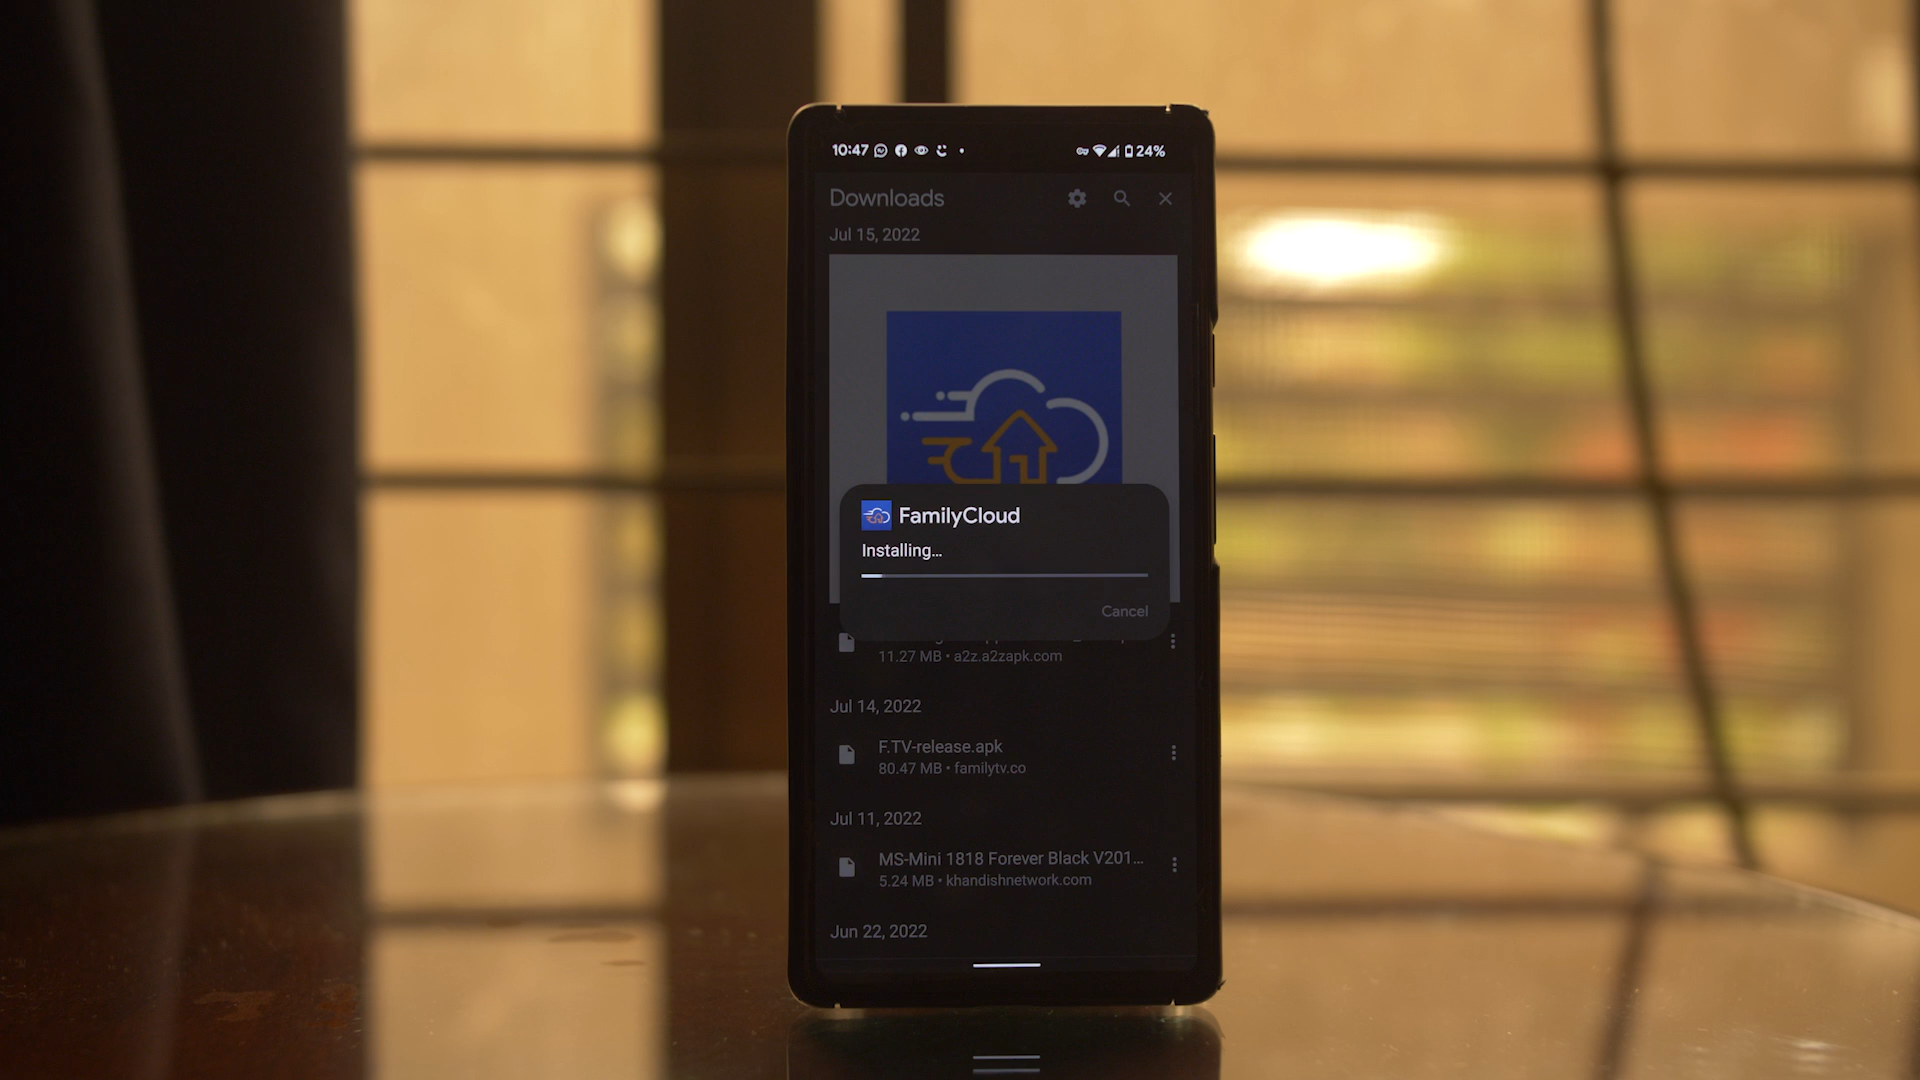 10:47
24%
Downloads
Jul 15, 2022
FamilyCloud
Installing...
Cancel
11.27 MB • a2z.a2zapk.com
Jul 14, 2022
F.TV-release.apk
80.47 MB • familytv.co
Jul 11, 2022
MS-Mini 1818 Forever Black V201...
5.24 MB • khandishnetwork.com
Jun 22, 2022